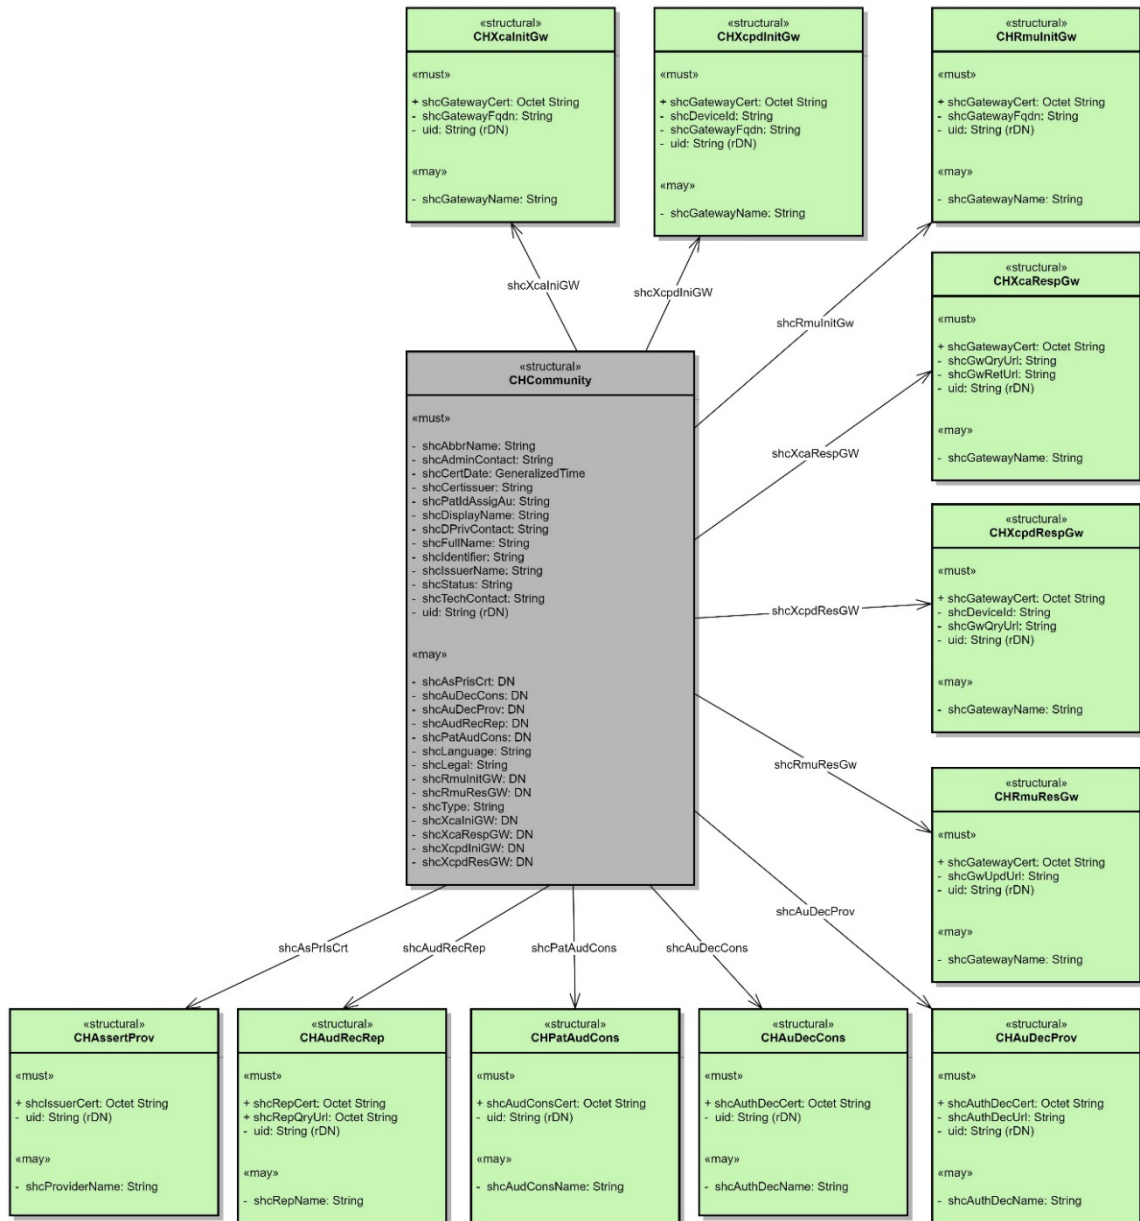 «structural»
CHXcaInitGw
«must»
+ shcGatewayCert: Octet String
- shcGatewayFqdn: String
- uid: String (rDN)
«may»
- shcGatewayName: String
«structural»
CHXcpdInitGw
«must»
+ shcGatewayCert: Octet String
- shcDeviceId: String
- shcGatewayFqdn: String
- uid: String (rDN)
«may»
- shcGatewayName: String
«structural»
CHRmuInitGw
«must»
+ shcGatewayCert: Octet String
- shcGatewayFqdn: String
- uid: String (rDN)
«may»
- shcGatewayName: String
shcXcaIniGW
shcXcpdIniGW
shcRmuInitGw
«structural»
CHXcaRespGw
«must»
+ shcGatewayCert: Octet String
- shcGwQryUrl: String
- shcGwRetUrl: String
- uid: String (rDN)
«may»
- shcGatewayName: String
«structural»
CHCommunity
«must»
- shcAbbrName: String
- shcAdminContact: String
- shcCertDate: GeneralizedTime
- shcCertissuer: String
- shcPatIdAssigAu: String
- shcDisplayName: String
- shcDPrivContact: String
- shcFullName: String
- shcIdentifier: String
- shcIssuerName: String
- shcStatus: String
- shcTechContact: String
- uid: String (rDN)
«may»
- shcAsPrisCrt: DN
- shcAuDecCons: DN
- shcAuDecProv: DN
- shcAudRecRep: DN
- shcPatAudCons: DN
- shcLanguage: String
- shcLegal: String
- shcRmuInitGW: DN
- shcRmuResGW: DN
- shcType: String
- shcXcaIniGW: DN
- shcXcaRespGW: DN
- shcXcpdIniGW: DN
- shcXcpdResGW: DN
shcXcaRespGW
«structural»
CHXcpdRespGw
«must»
+ shcGatewayCert: Octet String
- shcDeviceId: String
- shcGwQryUrl: String
- uid: String (rDN)
«may»
- shcGatewayName: String
shcXcpdResGW
shcRmuResGw
«structural»
CHRmuResGw
«must»
+ shcGatewayCert: Octet String
- shcGwUpdUrl: String
- uid: String (rDN)
«may»
- shcGatewayName: String
shcAuDecProv
shcAsPrIsCrt
shcAudRecRep
shcPatAudCons
shcAuDecCons
«structural»
CHAssertProv
«must»
+ shcIssuerCert: Octet String
- uid: String (rDN)
«may»
- shcProviderName: String
«structural»
CHAudRecRep
«must»
+ shcRepCert: Octet String
+ shcRepQryUrl: Octet String
- uid: String (rDN)
«may»
- shcRepName: String
«structural»
CHPatAudCons
«must»
+ shcAudConsCert: Octet String
- uid: String (rDN)
«may»
- shcAudConsName: String
«structural»
CHAuDecCons
«must»
+ shcAuthDecCert: Octet String
- uid: String (rDN)
«may»
- shcAuthDecName: String
«structural»
CHAuDecProv
«must»
+ shcAuthDecCert: Octet String
- shcAuthDecUrl: String
- uid: String (rDN)
«may»
- shcAuthDecName: String